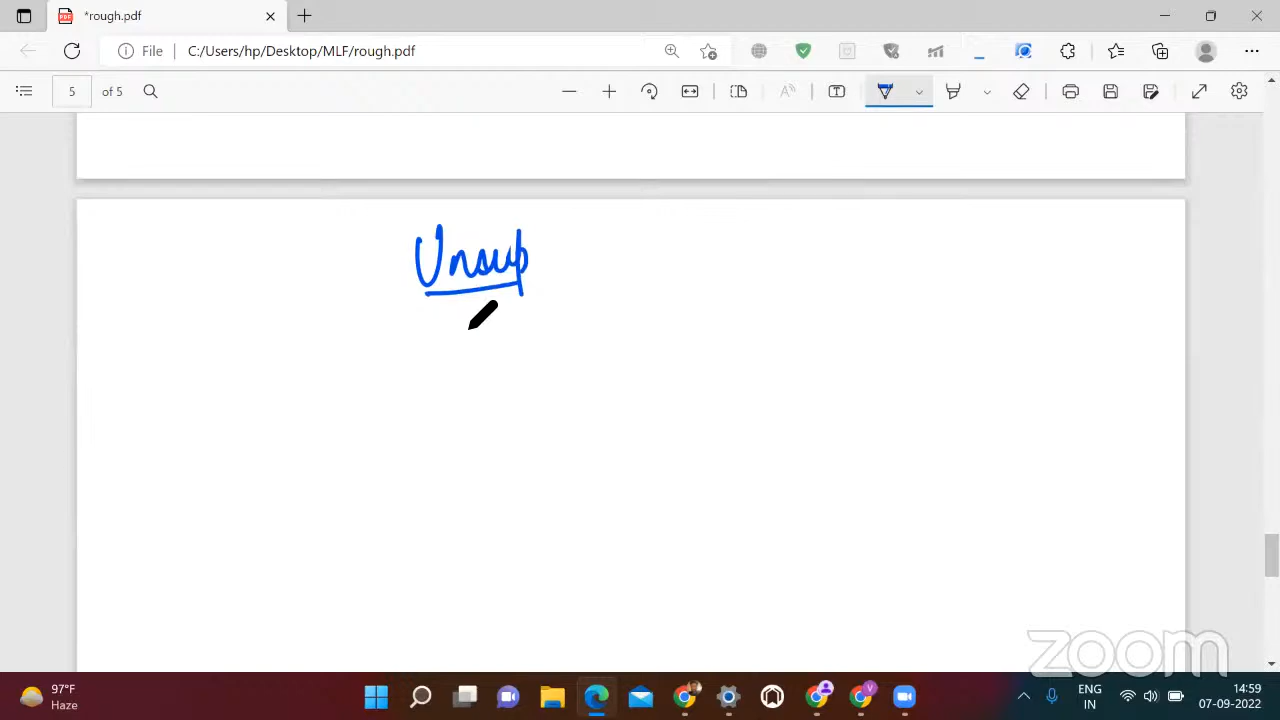 *rough.pdf
File C:/Users/hp/Desktop/MLF/rough.pdf
5 of 5
Unsup
zoom
97°F
Haze
ENG
IN
14:59
07-09-2022